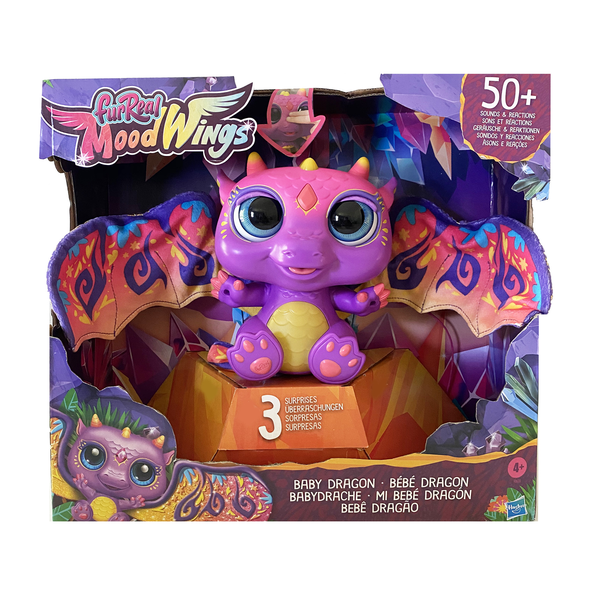 furReal
MoodWings
50+
SOUNDS & REACTIONS
SONS ET RÉACTIONS
GERÄUSCHE & REAKTIONEN
SONIDOS Y REACCIONES
SONS E REAÇÕES
3
SURPRISES
ÜBERRASCHUNGEN
SORPRESAS
SURPRESAS
BABY DRAGON · BÉBÉ DRAGON
BABYDRACHE · MI BEBÉ DRAGÓN
BEBÊ DRAGÃO
4+
Hasbro